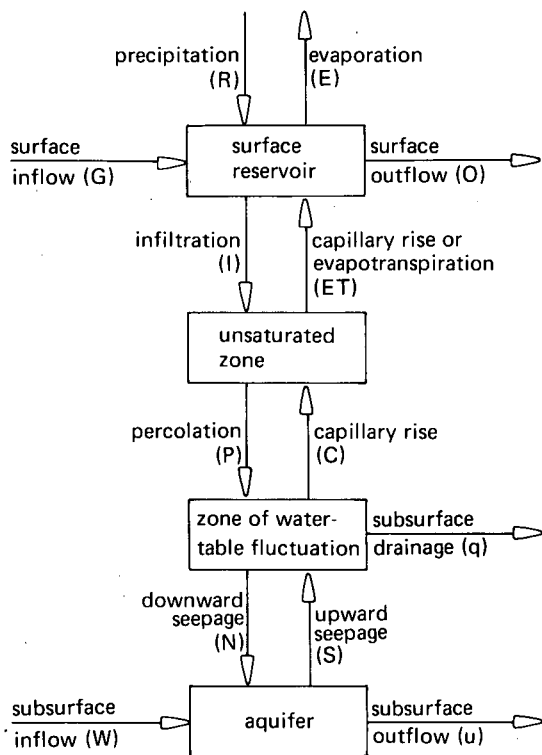 precipitation
(R)
evaporation
(E)
surface
inflow (G)
surface
reservoir
surface
outflow (O)
infiltration
(I)
capillary rise or
evapotranspiration
(ET)
unsaturated
zone
percolation
(P)
capillary rise
(C)
zone of water-
table fluctuation
subsurface
drainage (q)
downward
seepage
(N)
upward
seepage
(S)
subsurface
inflow (W)
aquifer
subsurface
outflow (u)